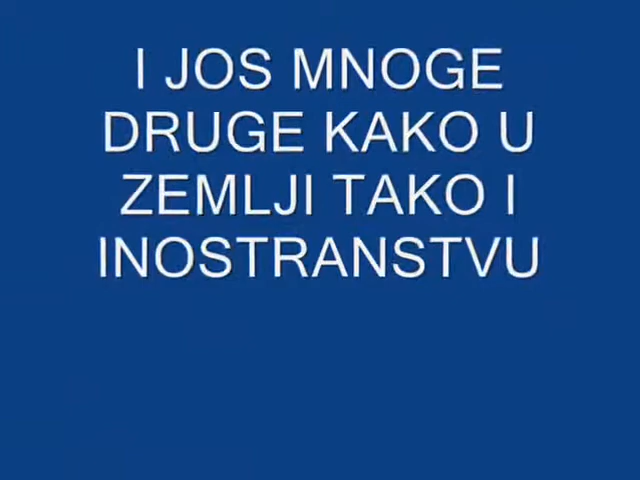 I JOS MNOGE
DRUGE KAKO U
ZEMLJI TAKO I
INOSTRANSTVU